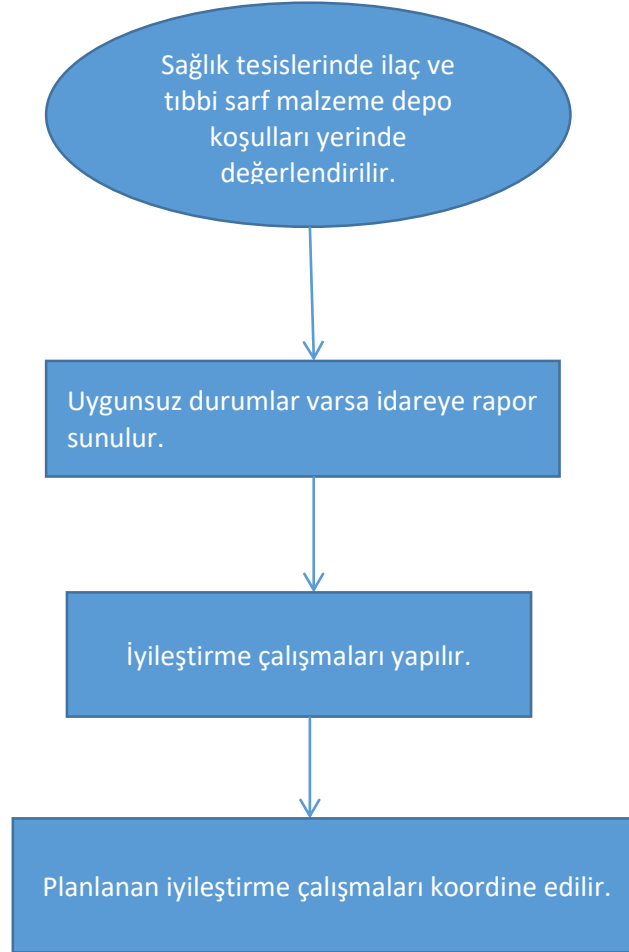 Sağlık tesislerinde ilaç ve
tıbbi sarf malzeme depo
koşulları yerinde
değerlendirilir.
Uygunsuz durumlar varsa idareye rapor
sunulur.
İyileştirme çalışmaları yapılır.
Planlanan iyileştirme çalışmaları koordine edilir.